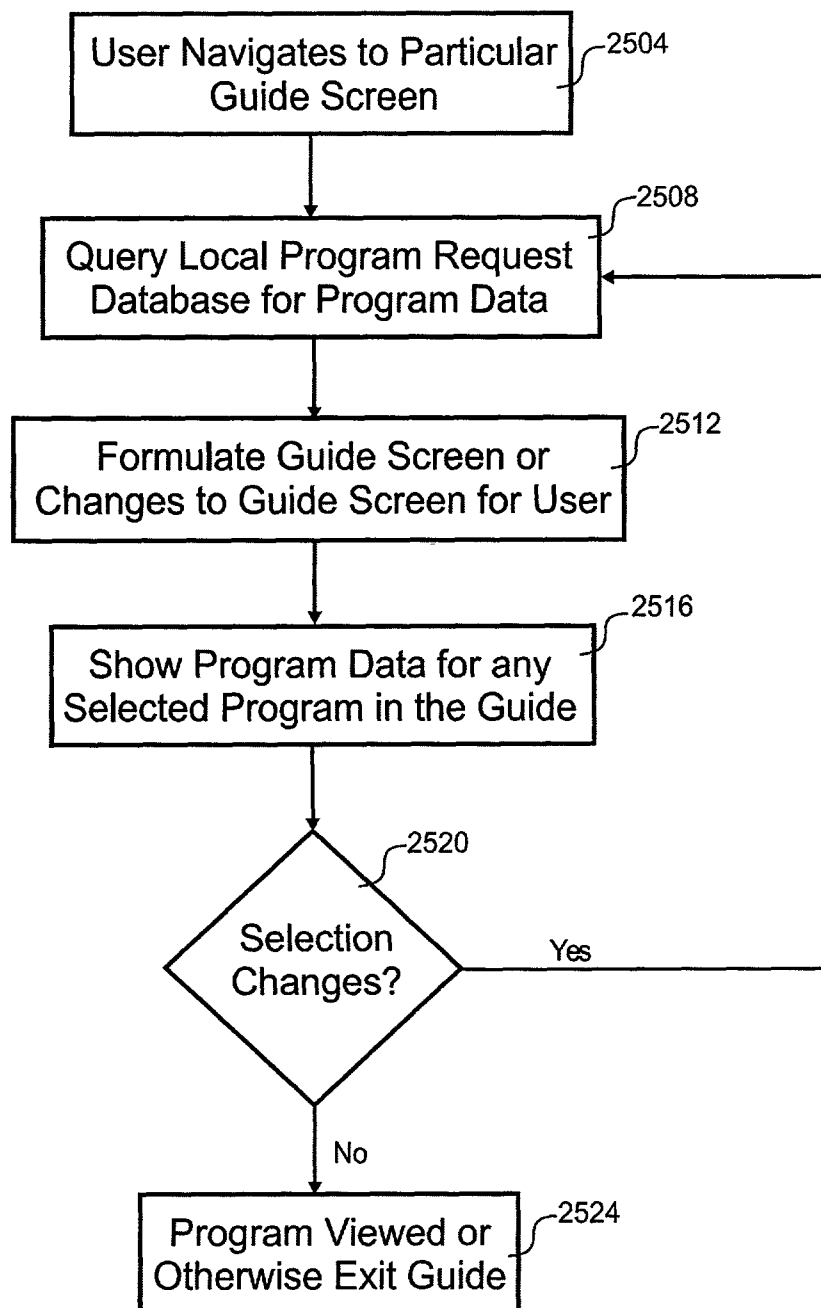 User Navigates to Particular
Guide Screen
2504
Query Local Program Request
Database for Program Data
2508
Formulate Guide Screen or
Changes to Guide Screen for User
2512
Show Program Data for any
Selected Program in the Guide
2516
Selection
Changes?
2520
Yes
No
Program Viewed or
Otherwise Exit Guide
2524